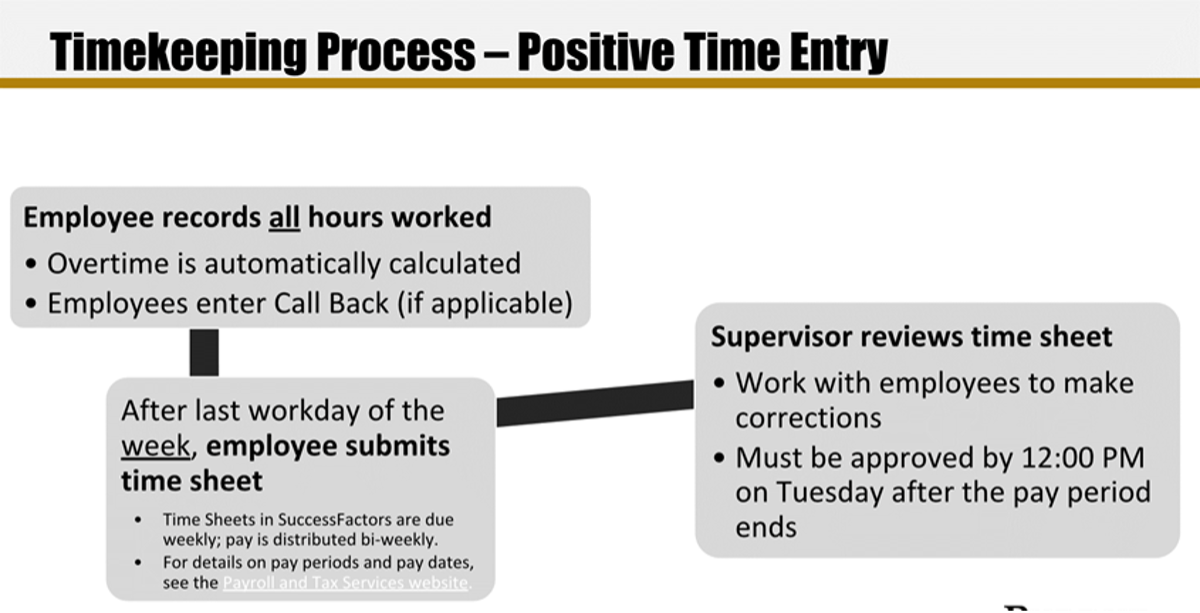 Timekeeping Process – Positive Time Entry
Employee records all hours worked
• Overtime is automatically calculated
• Employees enter Call Back (if applicable)
After last workday of the
week, employee submits
time sheet
• Time Sheets in SuccessFactors are due
weekly; pay is distributed bi-weekly.
• For details on pay periods and pay dates,
see the Payroll and Tax Services website.
Supervisor reviews time sheet
• Work with employees to make
corrections
• Must be approved by 12:00 PM
on Tuesday after the pay period
ends